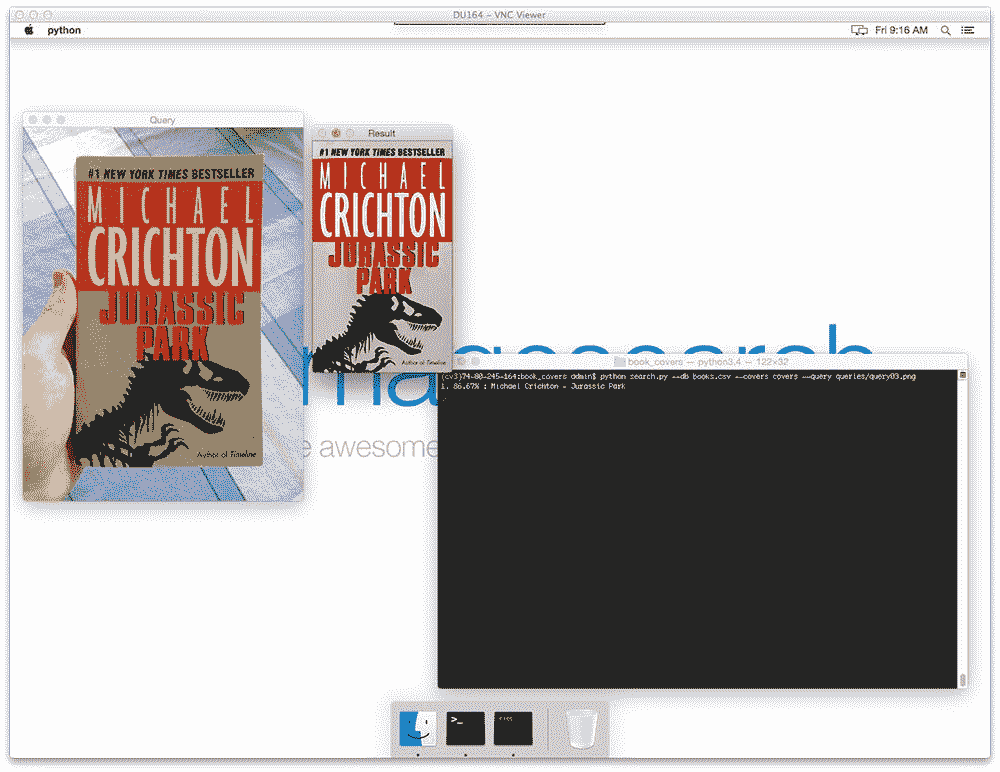 DU164 – VNC Viewer
python
Fri 9:16 AM
Query
#1 NEW YORK TIMES BESTSELLER
MICHAEL
CRICHTON
JURASSIC
PARK
Author of Timeline
Result
#1 NEW YORK TIMES BESTSELLER
MICHAEL
CRICHTON
JURASSIC
PARK
Author of Timeline
e awesome
book_covers — python3.4 — 122×32
(cv3)74-80-245-164:book_covers ddmin$ python search.py --db books.csv --covers covers --query queries/query03.png
1. 86.67% : Michael Crichton - Jurassic Park